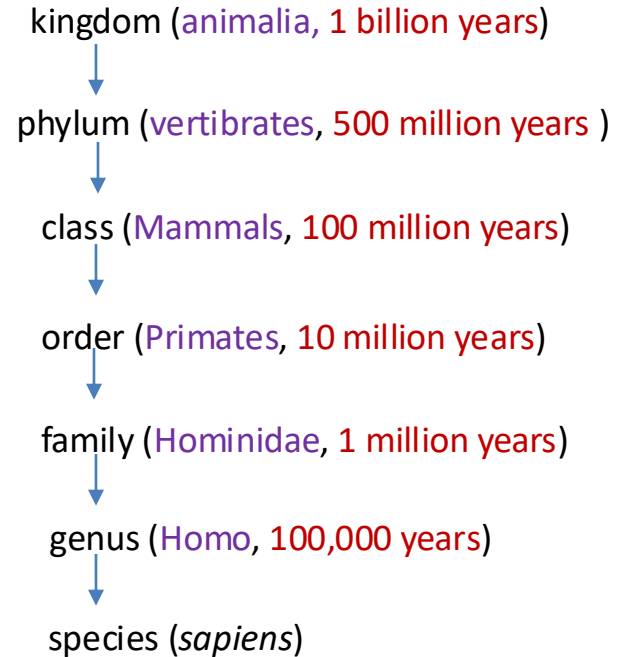 kingdom (animalia, 1 billion years)
phylum (vertibrates, 500 million years )
class (Mammals, 100 million years)
order (Primates, 10 million years)
family (Hominidae, 1 million years)
genus (Homo, 100,000 years)
species (sapiens)